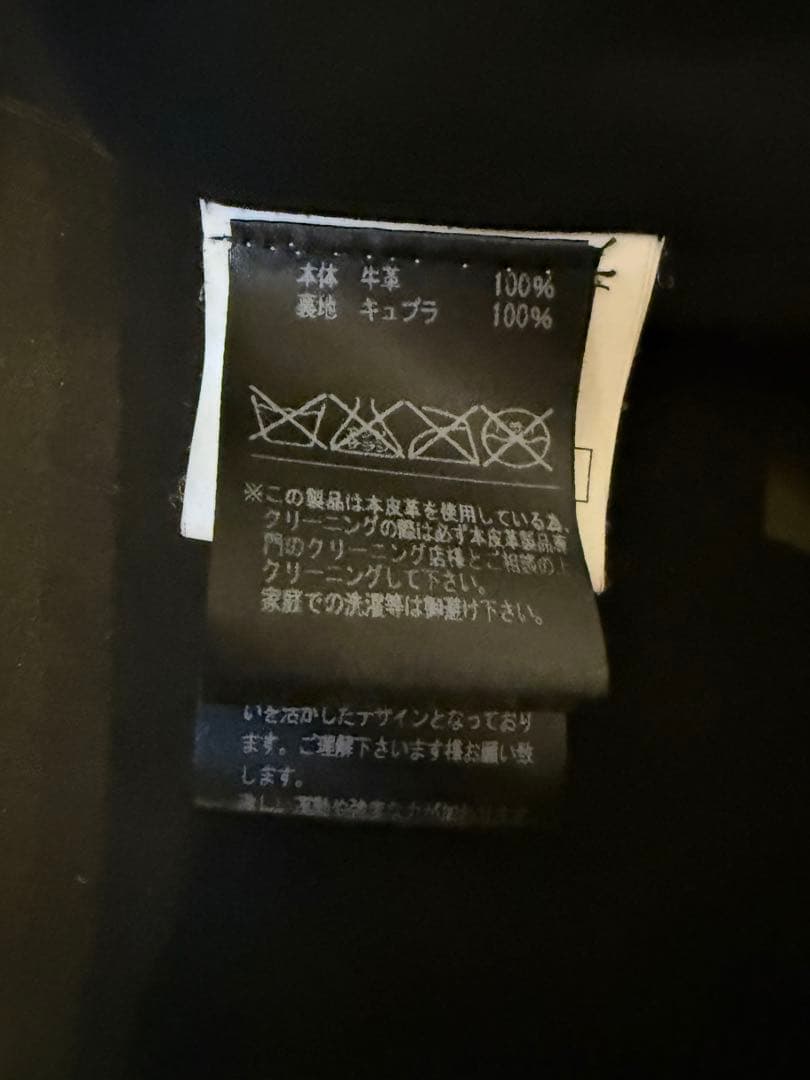 本体 牛革 100%
裏地 キュプラ 100%
※この製品は本皮革を使用している為、
クリーニングの際は必ず本皮革製品専
門のクリーニング店様とご相談の上
クリーニングして下さい。
家庭での洗濯等は御避け下さい。
いを活かしたデザインとなっており
ます。ご理解下さいます様お願い致
します。